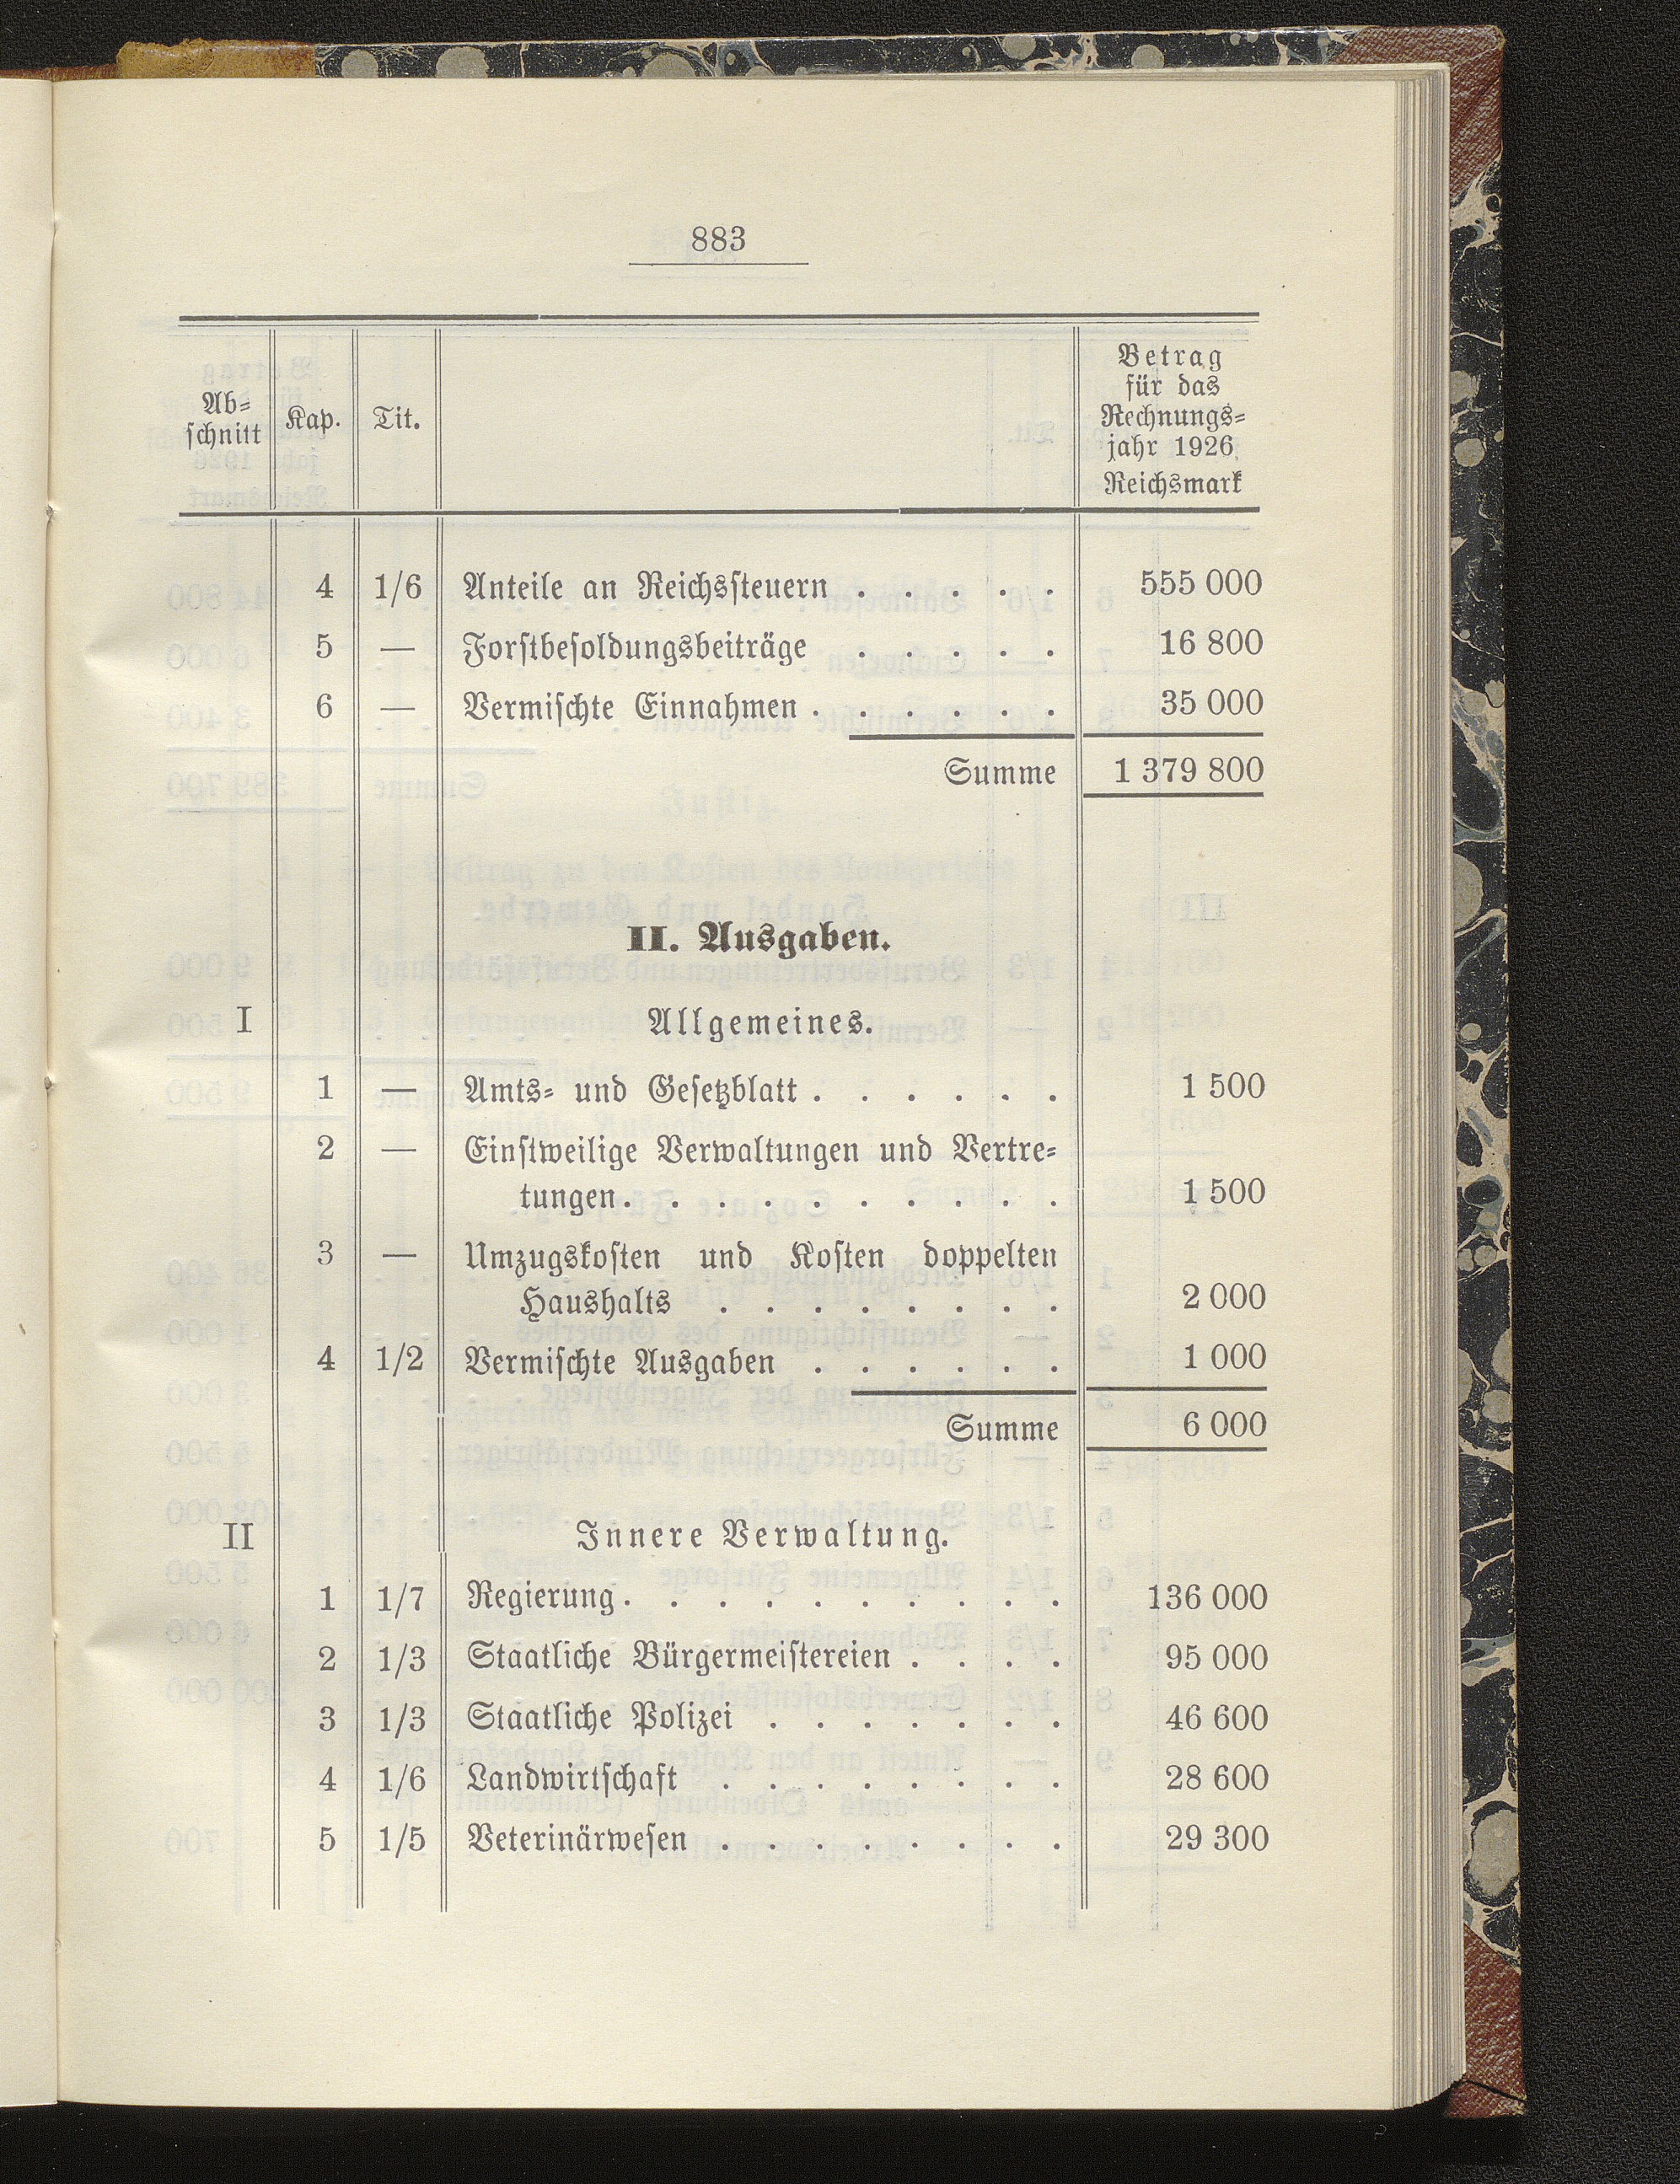 883
Ab=
schnitt Kap. Tit. Betrag
für das
Rechnungs=
jahr 1926
Reichsmark
4 1/6 Anteile an Reichssteuern . . . . . 555 000
5 — Forstbesoldungsbeiträge . . . . . 16 800
6 — Vermischte Einnahmen . . . . . . 35 000
Summe 1 379 800
II. Ausgaben.
I Allgemeines.
1 — Amts= und Gesetzblatt . . . . . . 1 500
2 — Einstweilige Verwaltungen und Vertre=
tungen. . . . . . . . . . 1 500
3 — Umzugskosten und Kosten doppelten
Haushalts . . . . . . . . 2 000
4 1/2 Vermischte Ausgaben . . . . . . 1 000
Summe 6 000
II Innere Verwaltung.
1 1/7 Regierung. . . . . . . . . . 136 000
2 1/3 Staatliche Bürgermeistereien . . . . 95 000
3 1/3 Staatliche Polizei . . . . . . . 46 600
4 1/6 Landwirtschaft . . . . . . . . 28 600
5 1/5 Veterinärwesen . . . . . . . . 29 300